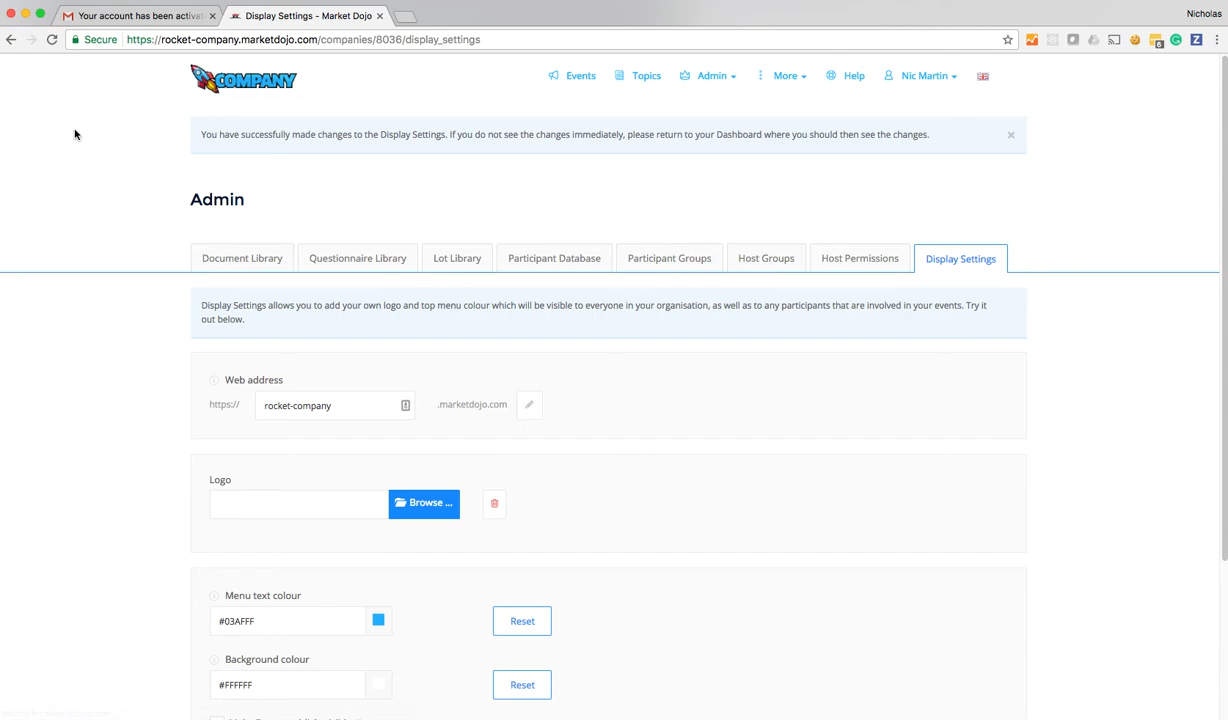 Your account has been activat
Display Settings - Market Dojo
Nicholas
Secure https://rocket-company.marketdojo.com/companies/8036/display_settings
6
Z
COMPANY
Events Topics Admin More Help Nic Martin
You have successfully made changes to the Display Settings. If you do not see the changes immediately, please return to your Dashboard where you should then see the changes.
Admin
Document Library Questionnaire Library Lot Library Participant Database Participant Groups Host Groups Host Permissions Display Settings
Display Settings allows you to add your own logo and top menu colour which will be visible to everyone in your organisation, as well as to any participants that are involved in your events. Try it
out below.
Web address
https:// rocket-company .marketdojo.com
Logo
Browse ...
Menu text colour
#03AFFF Reset
Background colour
#FFFFFF Reset